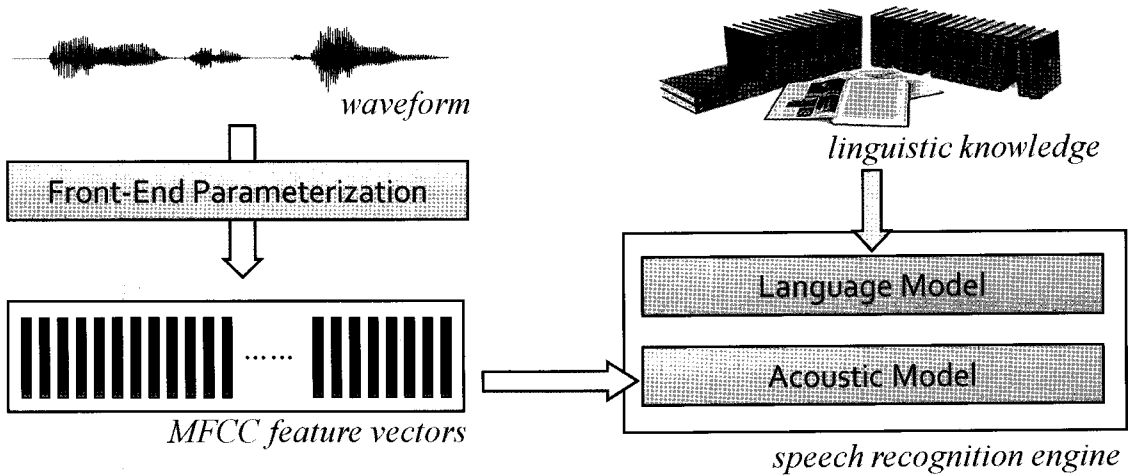 waveform
Front-End Parameterization
......
MFCC feature vectors
linguistic knowledge
Language Model
Acoustic Model
speech recognition engine